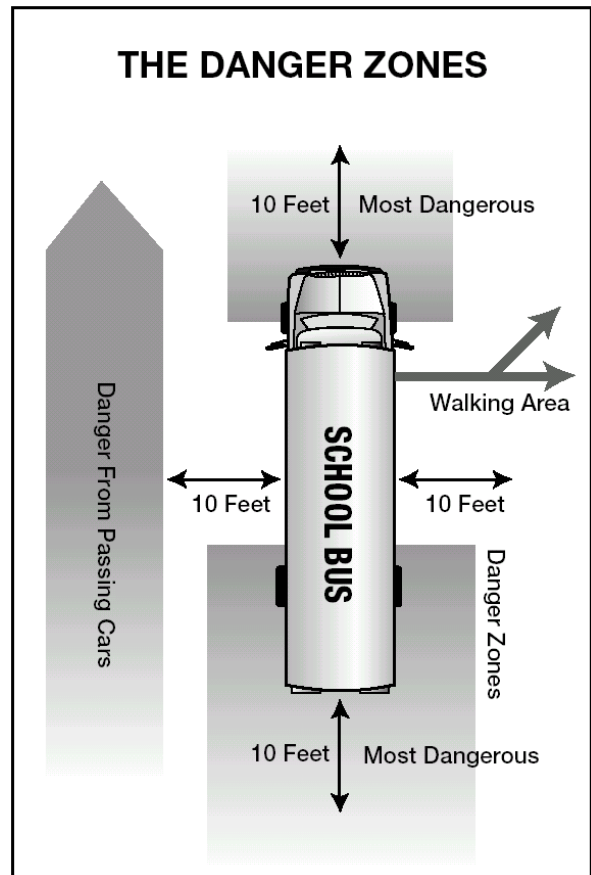 THE DANGER ZONES
10 Feet
Most Dangerous
Walking Area
Danger From Passing Cars
SCHOOL BUS
10 Feet
10 Feet
Danger Zones
10 Feet
Most Dangerous